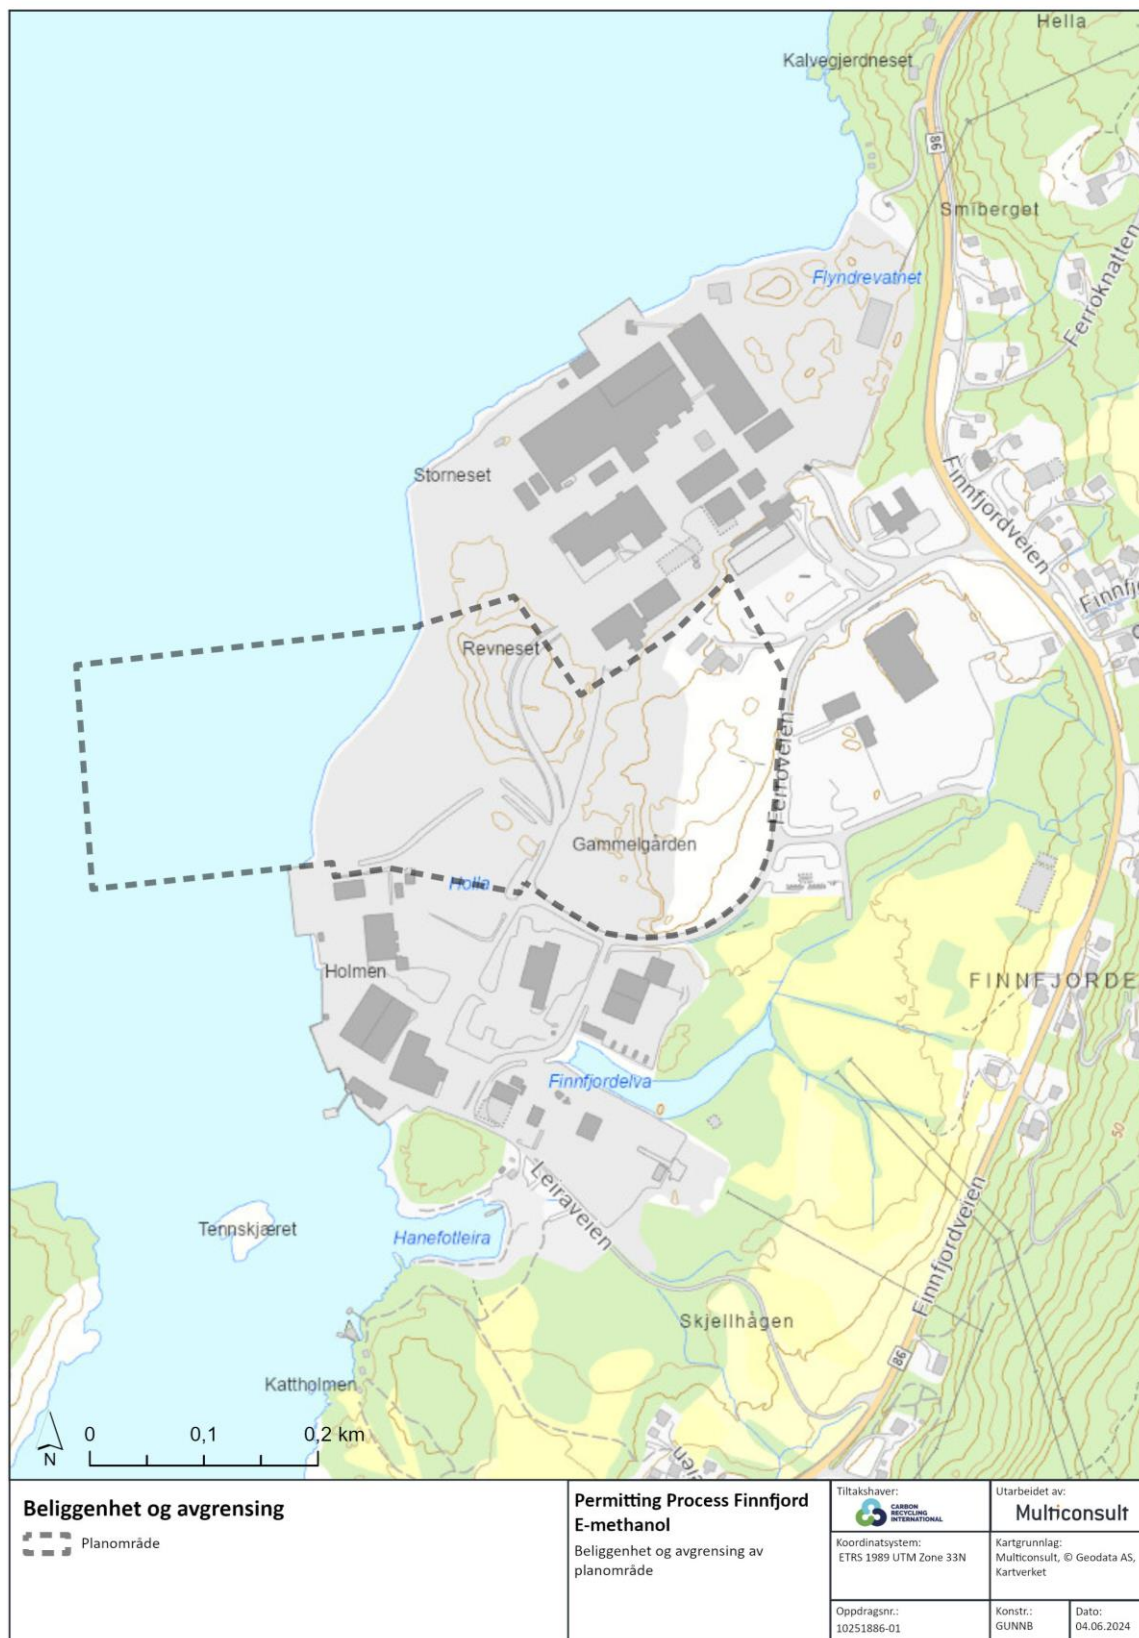 Hella
Kalvegjerdneset
86
Smiberget
Flyndrevatnet
Ferroknatten
Storneset
Finnfjordveien
Revneset
Ferroveien
Gammelgården
Holla
Holmen
FINNFJORDE
Finnfjordelva
50
Leiraveien
Tennskjæret
Hanefotleira
Finnfjordveien
Skjellhågen
86
Kattholmen
0 0,1 0,2 km
N
Beliggenhet og avgrensing
Planområde
Permitting Process Finnfjord
E-methanol
Beliggenhet og avgrensing av
planområde
Tiltakshaver:
CARBON
RECYCLING
INTERNATIONAL
Utarbeidet av:
Multiconsult
Koordinatsystem:
ETRS 1989 UTM Zone 33N
Kartgrunnlag:
Multiconsult, © Geodata AS,
Kartverket
Oppdragsnr.:
10251886-01
Konstr.:
GUNNB
Dato:
04.06.2024